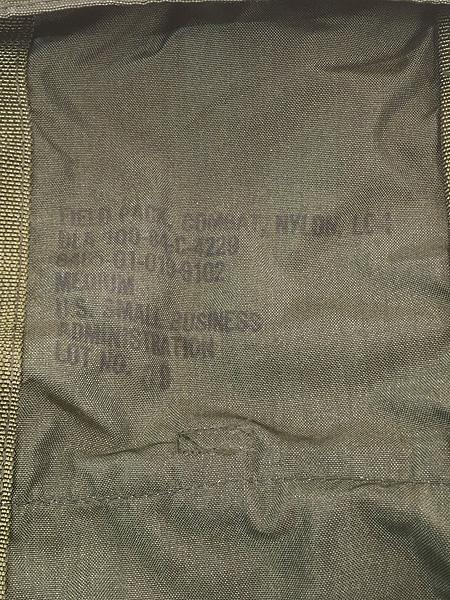 FIELD PACK, COMBAT, NYLON, LC-1
DLA 100-84-C-4229
8465-01-019-9102
MEDIUM
U.S. SMALL BUSINESS
ADMINISTRATION
LOT NO.